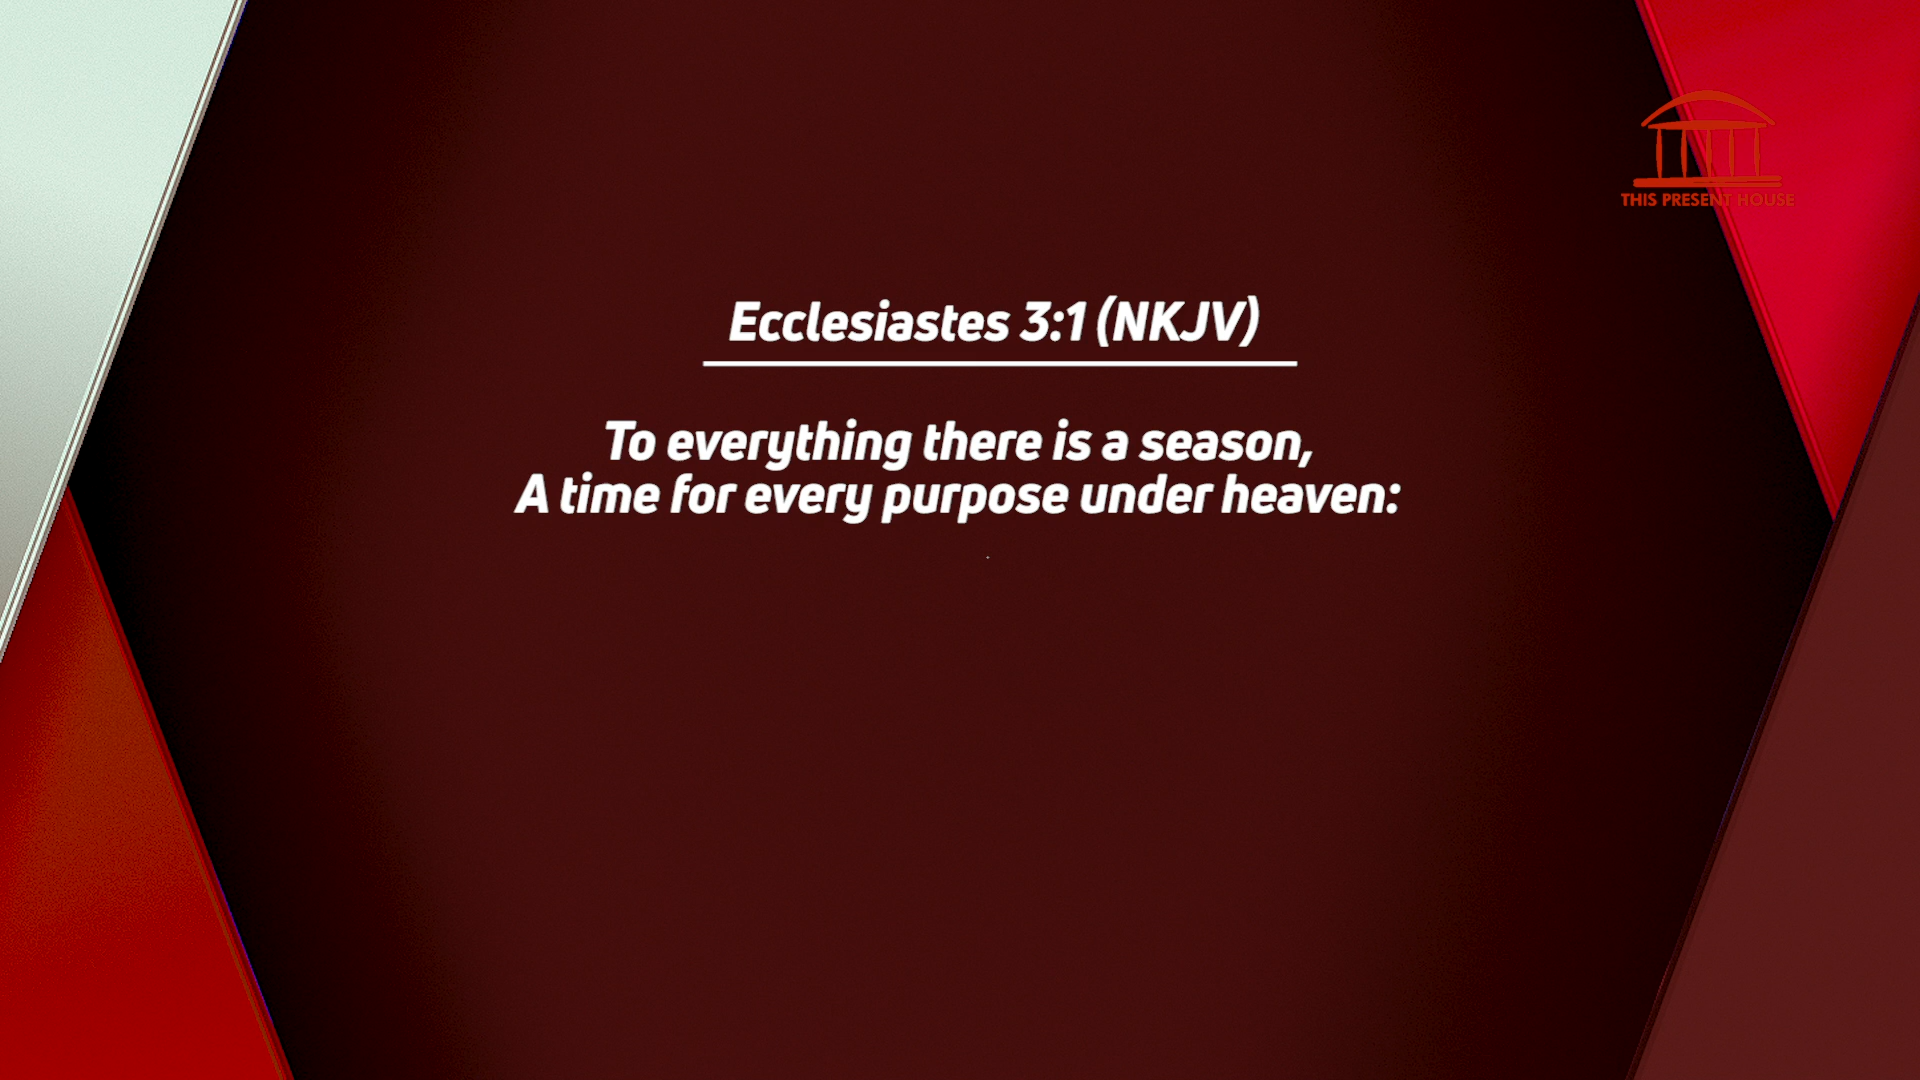 THIS PRESENT HOUSE
Ecclesiastes 3:1 (NKJV)
To everything there is a season,
A time for every purpose under heaven: